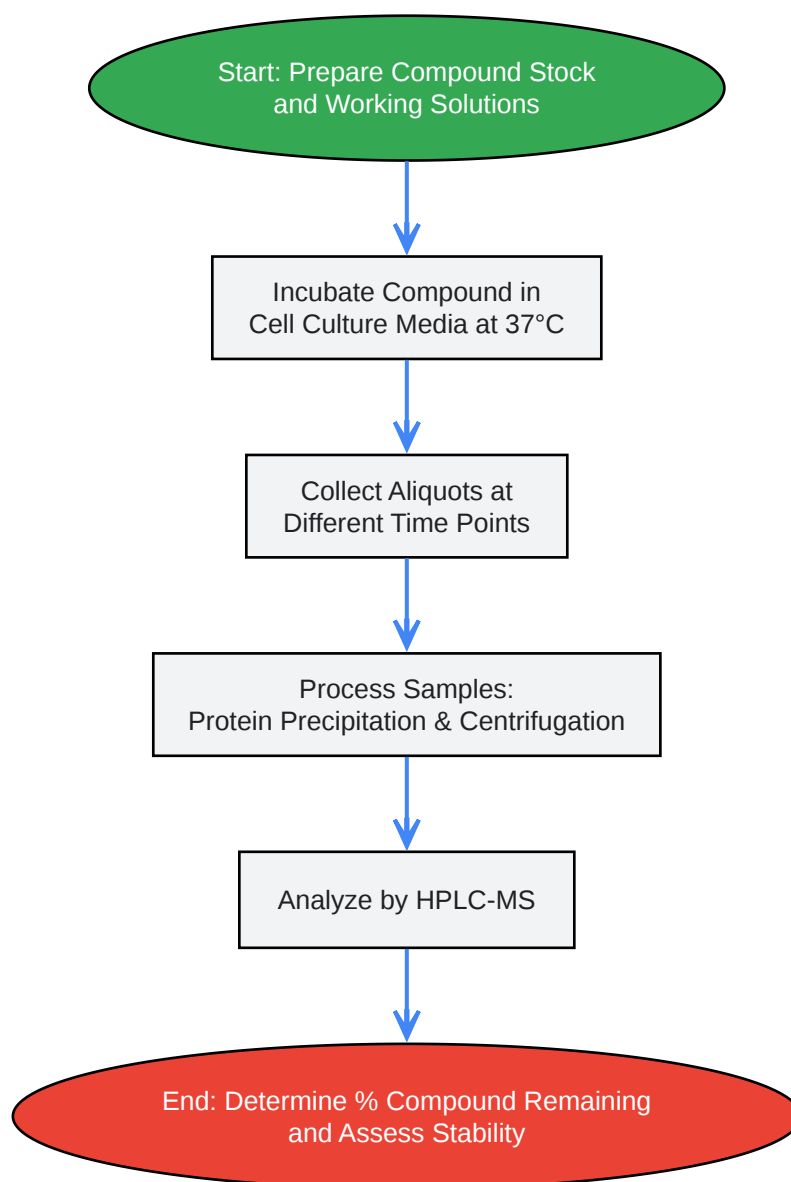 Start: Prepare Compound Stock
and Working Solutions
Incubate Compound in
Cell Culture Media at 37°C
Collect Aliquots at
Different Time Points
Process Samples:
Protein Precipitation & Centrifugation
Analyze by HPLC-MS
End: Determine % Compound Remaining
and Assess Stability